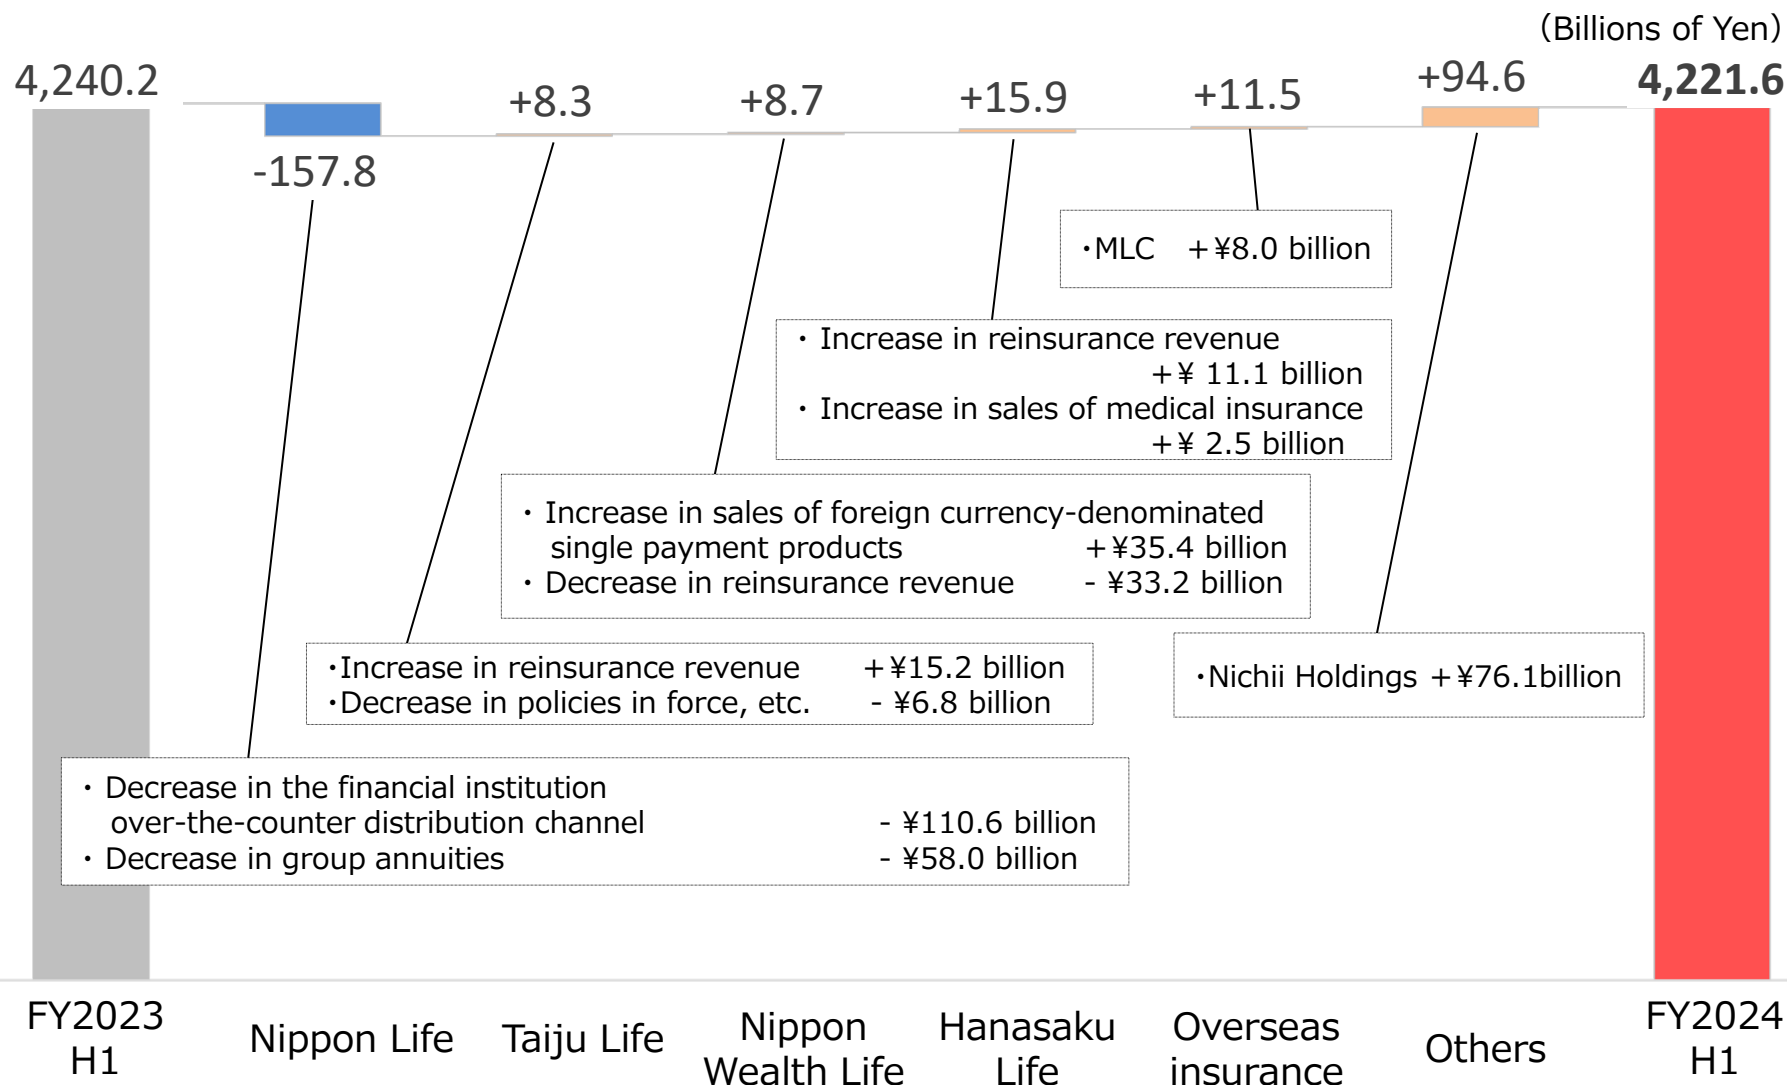 (Billions of Yen)
4,240.2
-157.8
+8.3
+8.7
+15.9
+11.5
+94.6
4,221.6
・MLC +¥8.0 billion
・ Increase in reinsurance revenue
+¥ 11.1 billion
・ Increase in sales of medical insurance
+¥ 2.5 billion
・ Increase in sales of foreign currency-denominated
single payment products +¥35.4 billion
・ Decrease in reinsurance revenue - ¥33.2 billion
・Increase in reinsurance revenue +¥15.2 billion
・Decrease in policies in force, etc. - ¥6.8 billion
・Nichii Holdings +¥76.1billion
・ Decrease in the financial institution
over-the-counter distribution channel - ¥110.6 billion
・ Decrease in group annuities - ¥58.0 billion
FY2023
H1
Nippon Life
Taiju Life
Nippon
Wealth Life
Hanasaku
Life
Overseas
insurance
Others
FY2024
H1